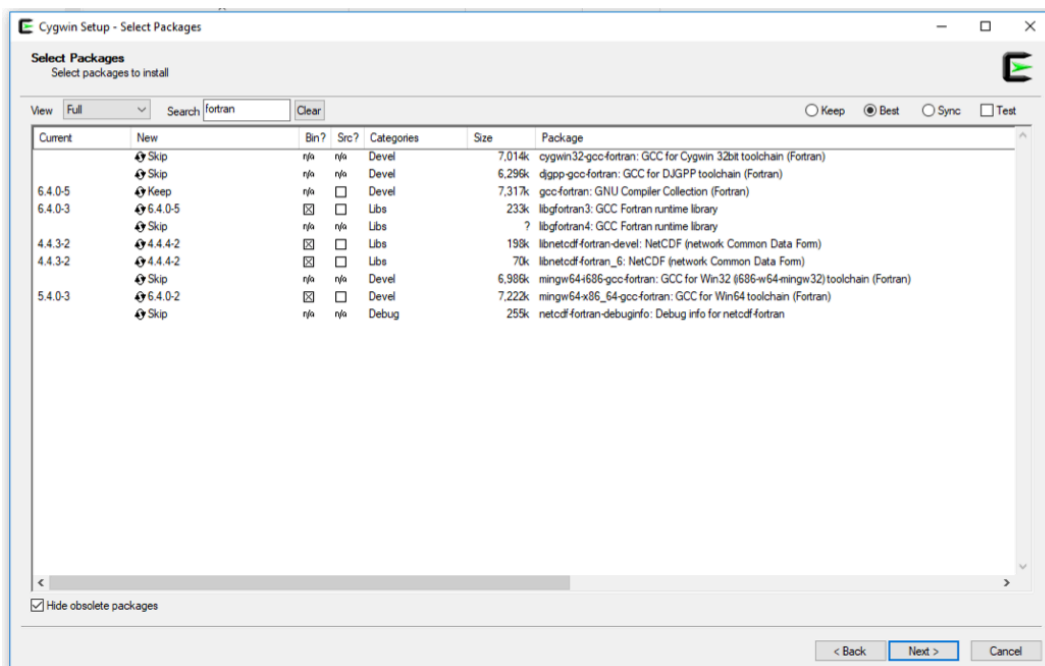 Cygwin Setup - Select Packages
Select Packages
Select packages to install
View Full Search fortran Clear Keep Best Sync Test
Current New Bin? Src? Categories Size Package
Skip n/a n/a Devel 7,014k cygwin32-gcc-fortran: GCC for Cygwin 32bit toolchain (Fortran)
Skip n/a n/a Devel 6,296k djgpp-gcc-fortran: GCC for DJGPP toolchain (Fortran)
6.4.0-5 Keep n/a Devel 7,317k gcc-fortran: GNU Compiler Collection (Fortran)
6.4.0-3 6.4.0-5 Libs 233k libgfortran3: GCC Fortran runtime library
Skip n/a n/a Libs ? libgfortran4: GCC Fortran runtime library
4.4.3-2 4.4.4-2 Libs 198k libnetcdf-fortran-devel: NetCDF (network Common Data Form)
4.4.3-2 4.4.4-2 Libs 70k libnetcdf-fortran_6: NetCDF (network Common Data Form)
Skip n/a n/a Devel 6,986k mingw64-i686-gcc-fortran: GCC for Win32 (i686-w64-mingw32) toolchain (Fortran)
5.4.0-3 6.4.0-2 Devel 7,222k mingw64-x86_64-gcc-fortran: GCC for Win64 toolchain (Fortran)
Skip n/a n/a Debug 255k netcdf-fortran-debuginfo: Debug info for netcdf-fortran
Hide obsolete packages
< Back Next > Cancel